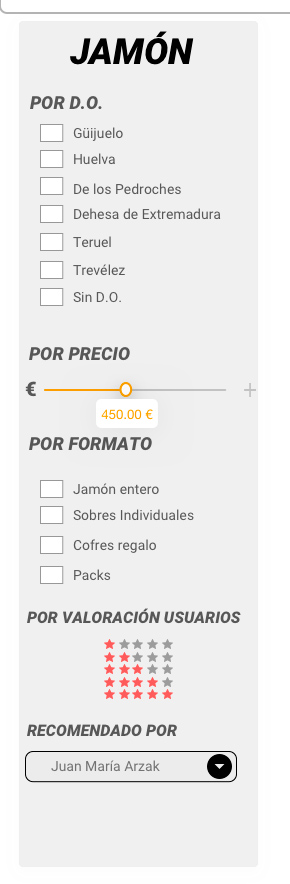 JAMÓN
POR D.O.
Güijuelo
Huelva
De los Pedroches
Dehesa de Extremadura
Teruel
Trevélez
Sin D.O.
POR PRECIO
€
450.00 €
POR FORMATO
Jamón entero
Sobres Individuales
Cofres regalo
Packs
POR VALORACIÓN USUARIOS
RECOMENDADO POR
Juan María Arzak